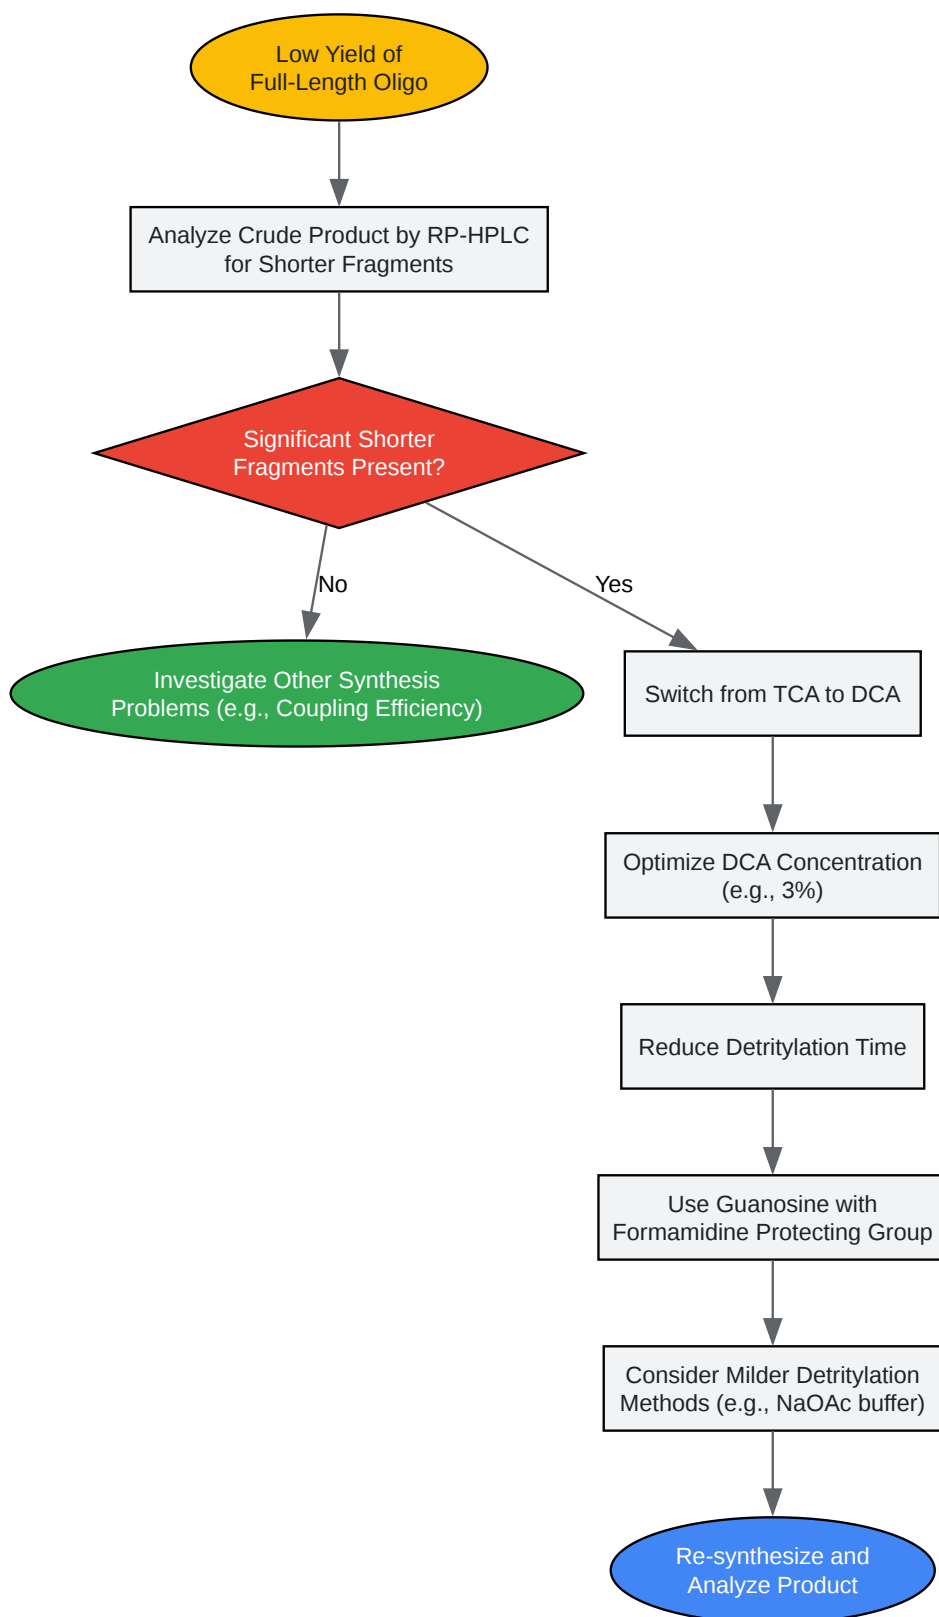 Low Yield of
Full-Length Oligo
Analyze Crude Product by RP-HPLC
for Shorter Fragments
Significant Shorter
Fragments Present?
No
Yes
Investigate Other Synthesis
Problems (e.g., Coupling Efficiency)
Switch from TCA to DCA
Optimize DCA Concentration
(e.g., 3%)
Reduce Detritylation Time
Use Guanosine with
Formamidine Protecting Group
Consider Milder Detritylation
Methods (e.g., NaOAc buffer)
Re-synthesize and
Analyze Product